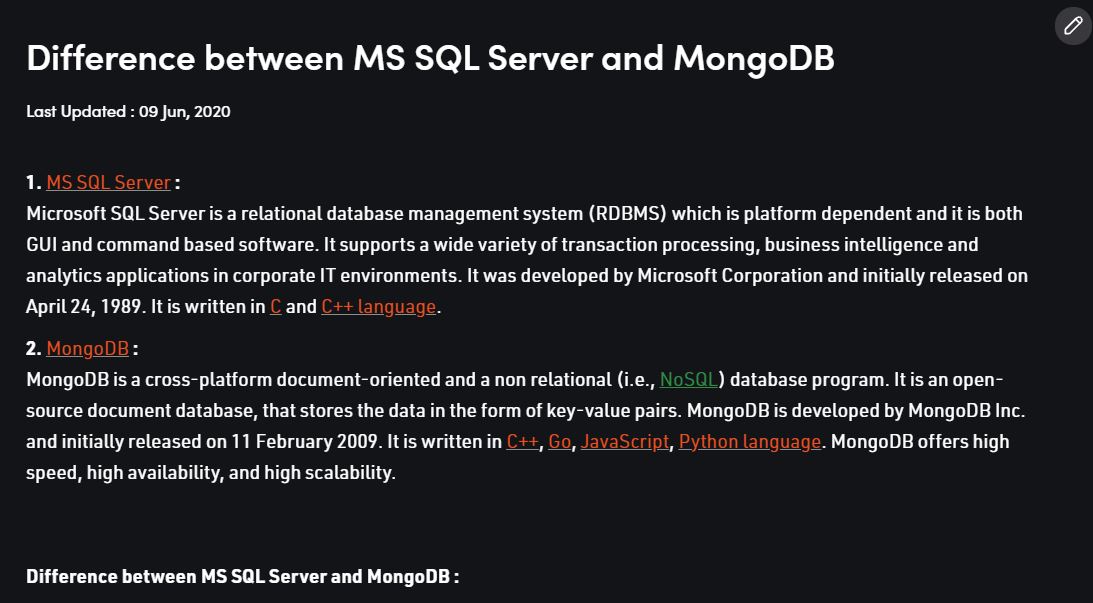 Difference between MS SQL Server and MongoDB
Last Updated : 09 Jun, 2020
1. MS SQL Server :
Microsoft SQL Server is a relational database management system (RDBMS) which is platform dependent and it is both
GUI and command based software. It supports a wide variety of transaction processing, business intelligence and
analytics applications in corporate IT environments. It was developed by Microsoft Corporation and initially released on
April 24, 1989. It is written in C and C++ language.
2. MongoDB :
MongoDB is a cross-platform document-oriented and a non relational (i.e., NoSQL) database program. It is an open-
source document database, that stores the data in the form of key-value pairs. MongoDB is developed by MongoDB Inc.
and initially released on 11 February 2009. It is written in C++, Go, JavaScript, Python language. MongoDB offers high
speed, high availability, and high scalability.
Difference between MS SQL Server and MongoDB :